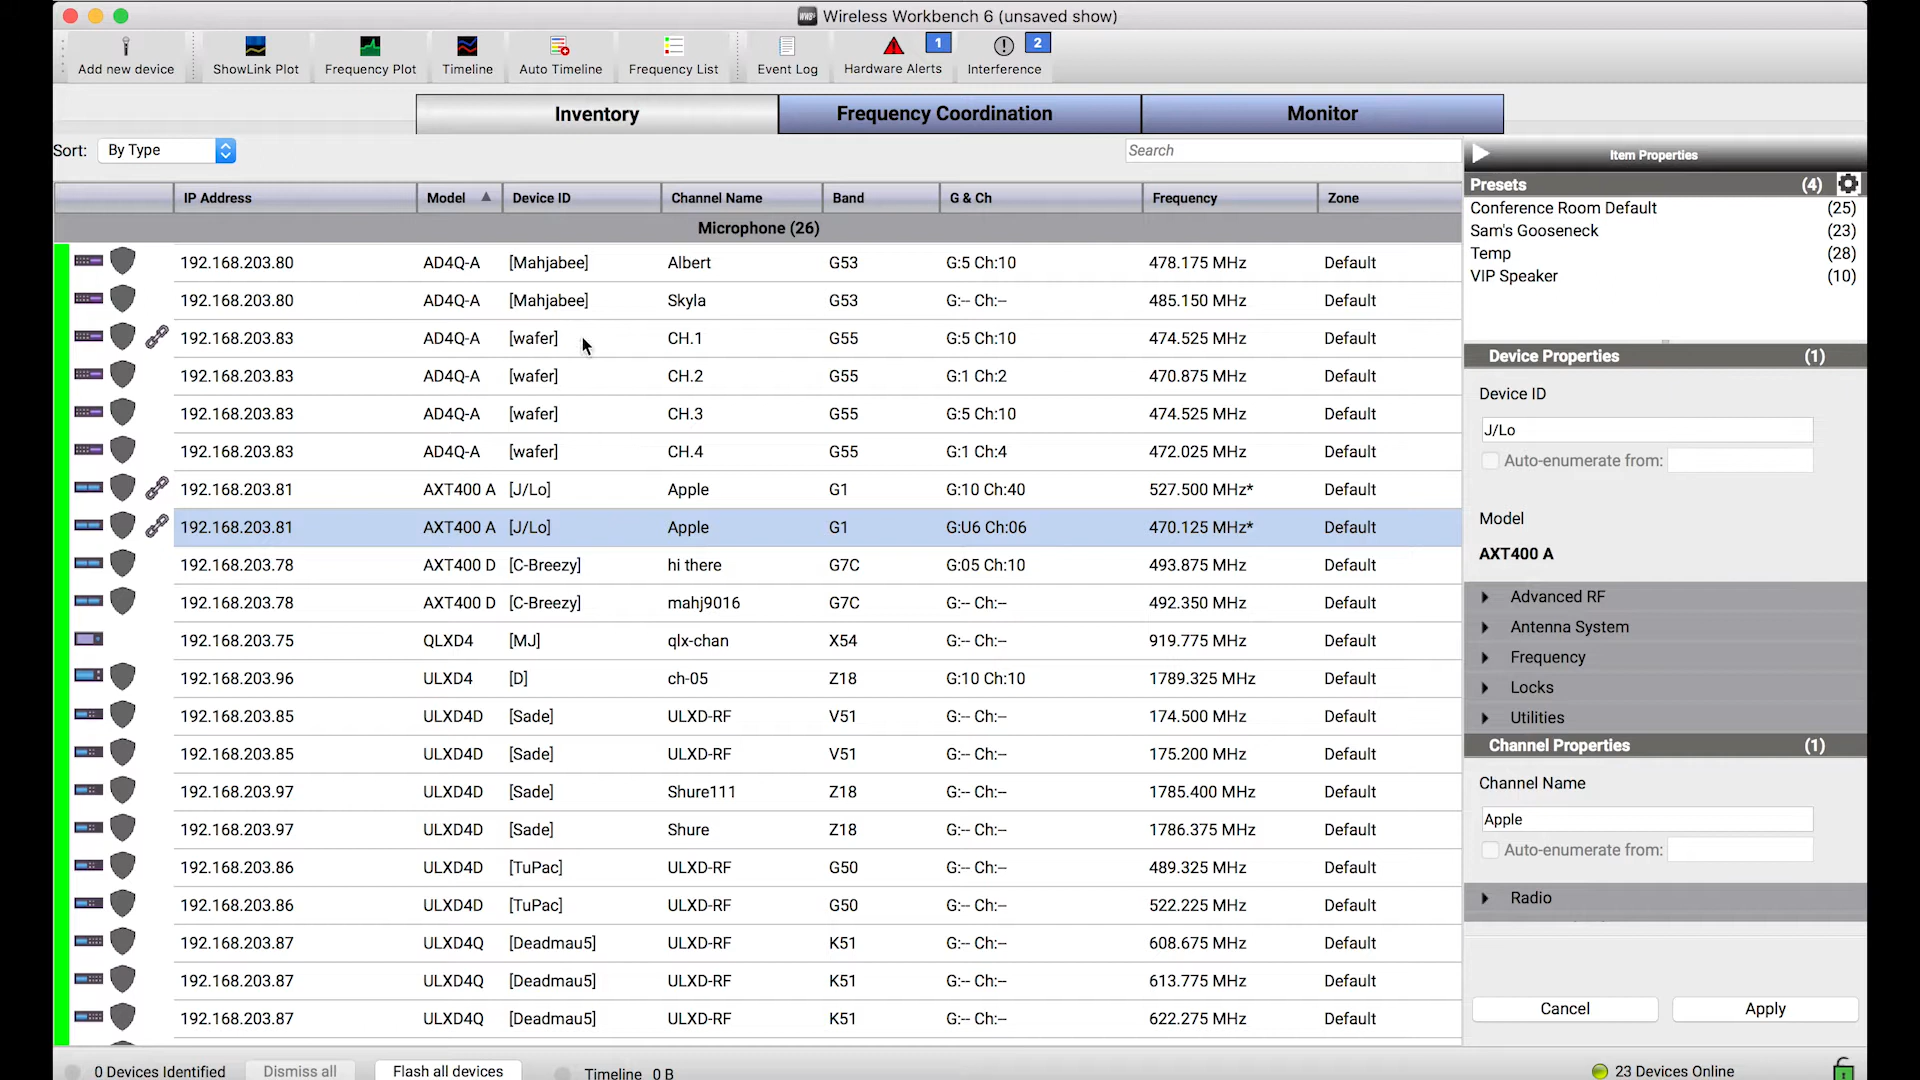 Wireless Workbench 6 (unsaved show)
Add new device
ShowLink Plot
Frequency Plot
Timeline
Auto Timeline
Frequency List
Event Log
Hardware Alerts 1
Interference 2
Inventory
Frequency Coordination
Monitor
Sort: By Type
Search
IP Address Model Device ID Channel Name Band G & Ch Frequency Zone
Microphone (26)
192.168.203.80 AD4Q-A [Mahjabee] Albert G53 G:5 Ch:10 478.175 MHz Default
192.168.203.80 AD4Q-A [Mahjabee] Skyla G53 G:-- Ch:-- 485.150 MHz Default
192.168.203.83 AD4Q-A [wafer] CH.1 G55 G:5 Ch:10 474.525 MHz Default
192.168.203.83 AD4Q-A [wafer] CH.2 G55 G:1 Ch:2 470.875 MHz Default
192.168.203.83 AD4Q-A [wafer] CH.3 G55 G:5 Ch:10 474.525 MHz Default
192.168.203.83 AD4Q-A [wafer] CH.4 G55 G:1 Ch:4 472.025 MHz Default
192.168.203.81 AXT400 A [J/Lo] Apple G1 G:10 Ch:40 527.500 MHz* Default
192.168.203.81 AXT400 A [J/Lo] Apple G1 G:U6 Ch:06 470.125 MHz* Default
192.168.203.78 AXT400 D [C-Breezy] hi there G7C G:05 Ch:10 493.875 MHz Default
192.168.203.78 AXT400 D [C-Breezy] mahj9016 G7C G:-- Ch:-- 492.350 MHz Default
192.168.203.75 QLXD4 [MJ] qlx-chan X54 G:-- Ch:-- 919.775 MHz Default
192.168.203.96 ULXD4 [D] ch-05 Z18 G:10 Ch:10 1789.325 MHz Default
192.168.203.85 ULXD4D [Sade] ULXD-RF V51 G:-- Ch:-- 174.500 MHz Default
192.168.203.85 ULXD4D [Sade] ULXD-RF V51 G:-- Ch:-- 175.200 MHz Default
192.168.203.97 ULXD4D [Sade] Shure111 Z18 G:-- Ch:-- 1785.400 MHz Default
192.168.203.97 ULXD4D [Sade] Shure Z18 G:-- Ch:-- 1786.375 MHz Default
192.168.203.86 ULXD4D [TuPac] ULXD-RF G50 G:-- Ch:-- 489.325 MHz Default
192.168.203.86 ULXD4D [TuPac] ULXD-RF G50 G:-- Ch:-- 522.225 MHz Default
192.168.203.87 ULXD4Q [Deadmau5] ULXD-RF K51 G:-- Ch:-- 608.675 MHz Default
192.168.203.87 ULXD4Q [Deadmau5] ULXD-RF K51 G:-- Ch:-- 613.775 MHz Default
192.168.203.87 ULXD4Q [Deadmau5] ULXD-RF K51 G:-- Ch:-- 622.275 MHz Default
Item Properties
Presets (4)
Conference Room Default (25)
Sam's Gooseneck (23)
Temp (28)
VIP Speaker (10)
Device Properties (1)
Device ID
J/Lo
Auto-enumerate from:
Model
AXT400 A
Advanced RF
Antenna System
Frequency
Locks
Utilities
Channel Properties (1)
Channel Name
Apple
Auto-enumerate from:
Radio
Cancel Apply
0 Devices Identified Dismiss all Flash all devices Timeline 0 B 23 Devices Online